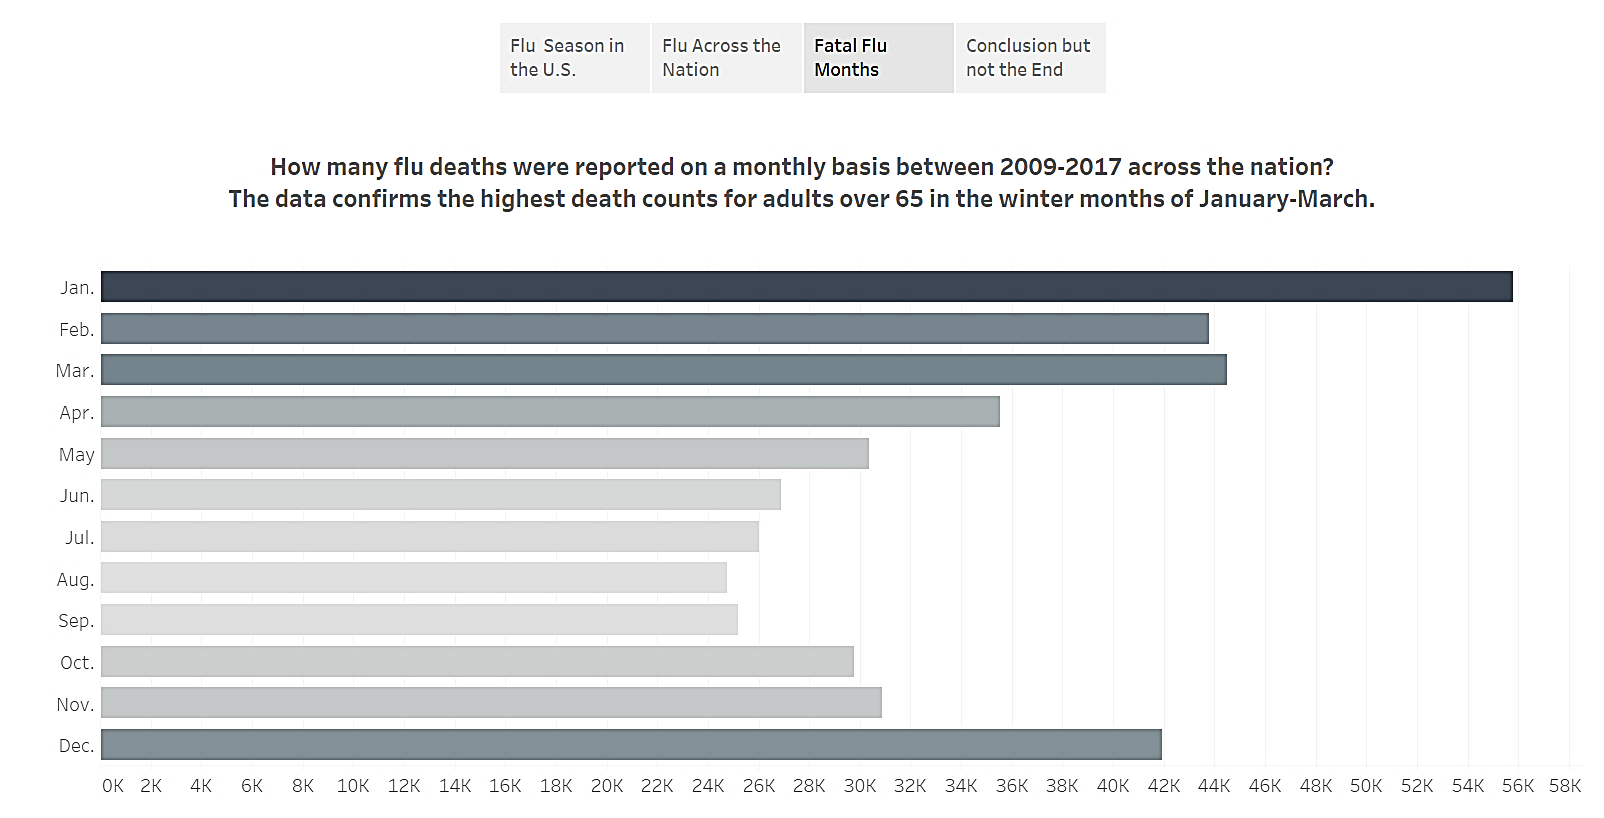 Flu Season in
the U.S.
Flu Across the
Nation
Fatal Flu
Months
Conclusion but
not the End
How many flu deaths were reported on a monthly basis between 2009-2017 across the nation?
The data confirms the highest death counts for adults over 65 in the winter months of January-March.
Jan.
Feb.
Mar.
Apr.
May
Jun.
Jul.
Aug.
Sep.
Oct.
Nov.
Dec.
0K 2K 4K 6K 8K 10K 12K 14K 16K 18K 20K 22K 24K 26K 28K 30K 32K 34K 36K 38K 40K 42K 44K 46K 48K 50K 52K 54K 56K 58K